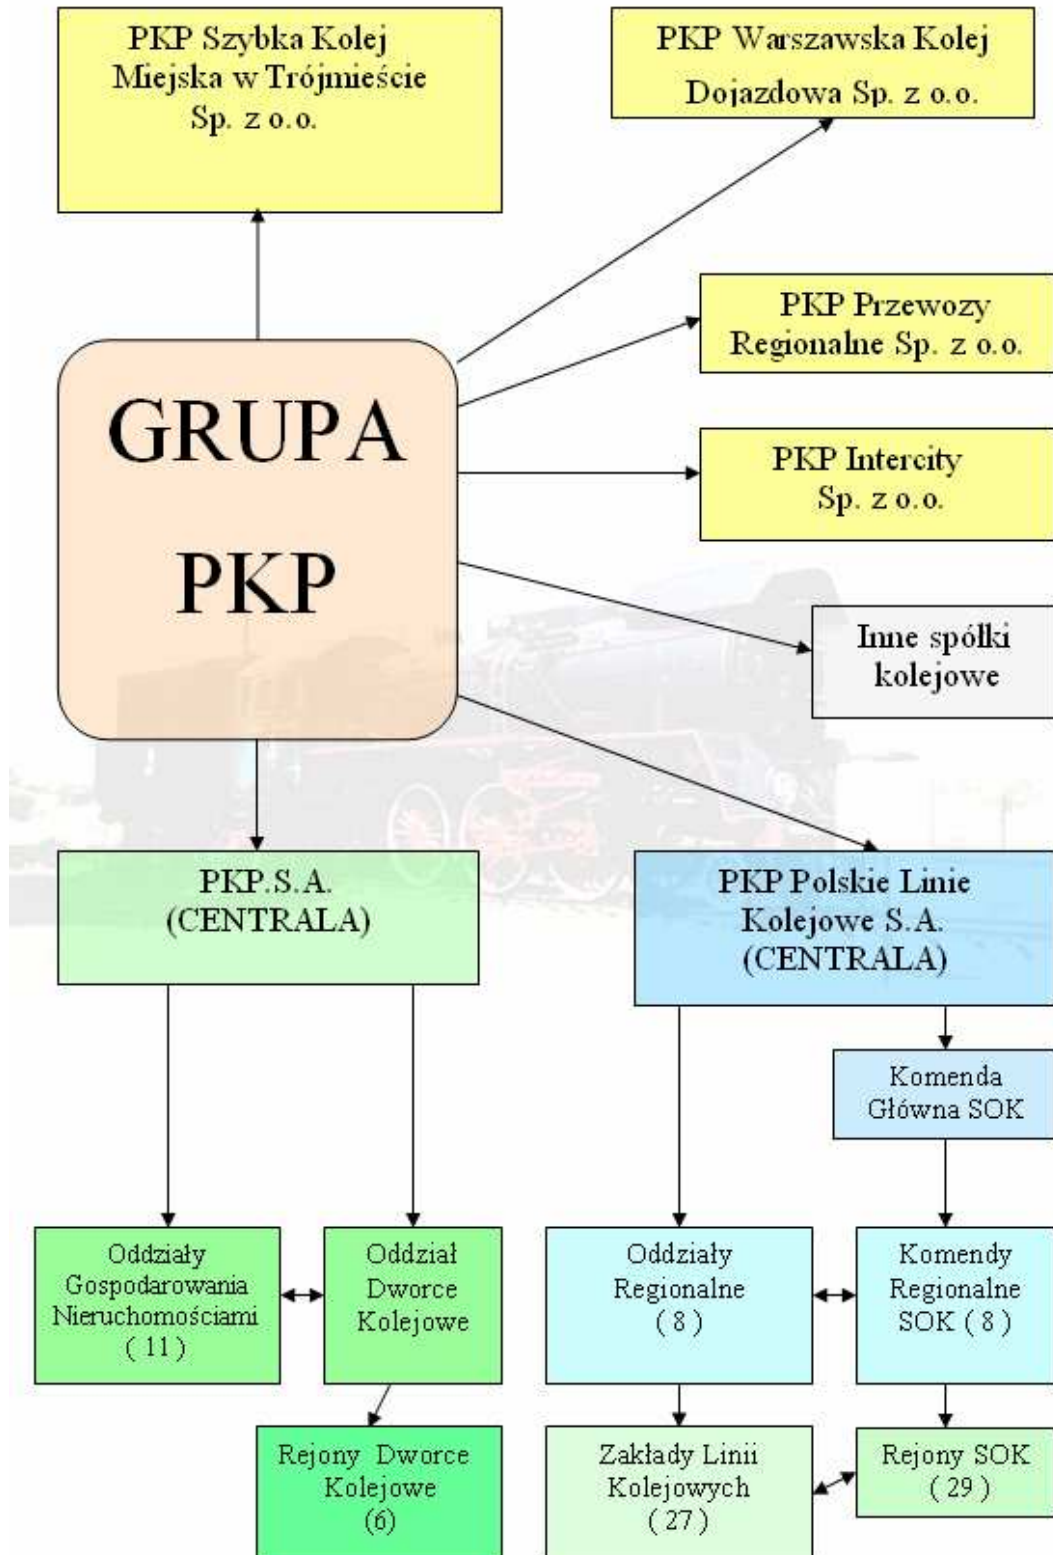 PKP Szybka Kolej
Miejska w Trójmieście
Sp. z o.o.
PKP Warszawska Kolej
Dojazdowa Sp. z o.o.
PKP Przewozy
Regionalne Sp. z o.o.
GRUPA
PKP
PKP Intercity
Sp. z o.o.
Inne spółki
kolejowe
PKP.S.A.
(CENTRALA)
PKP Polskie Linie
Kolejowe S.A.
(CENTRALA)
Komenda
Główna SOK
Oddziały
Gospodarowania
Nieruchomościami
( 11 )
Oddział
Dworce
Kolejowe
Oddziały
Regionalne
( 8 )
Komendy
Regionalne
SOK ( 8 )
Rejony Dworce
Kolejowe
(6)
Zakłady Linii
Kolejowych
( 27 )
Rejony SOK
( 29 )